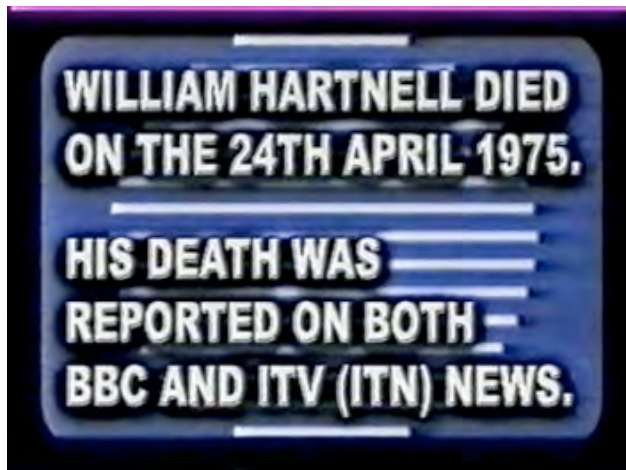 WILLIAM HARTNELL DIED
ON THE 24TH APRIL 1975.
HIS DEATH WAS
REPORTED ON BOTH
BBC AND ITV (ITN) NEWS.